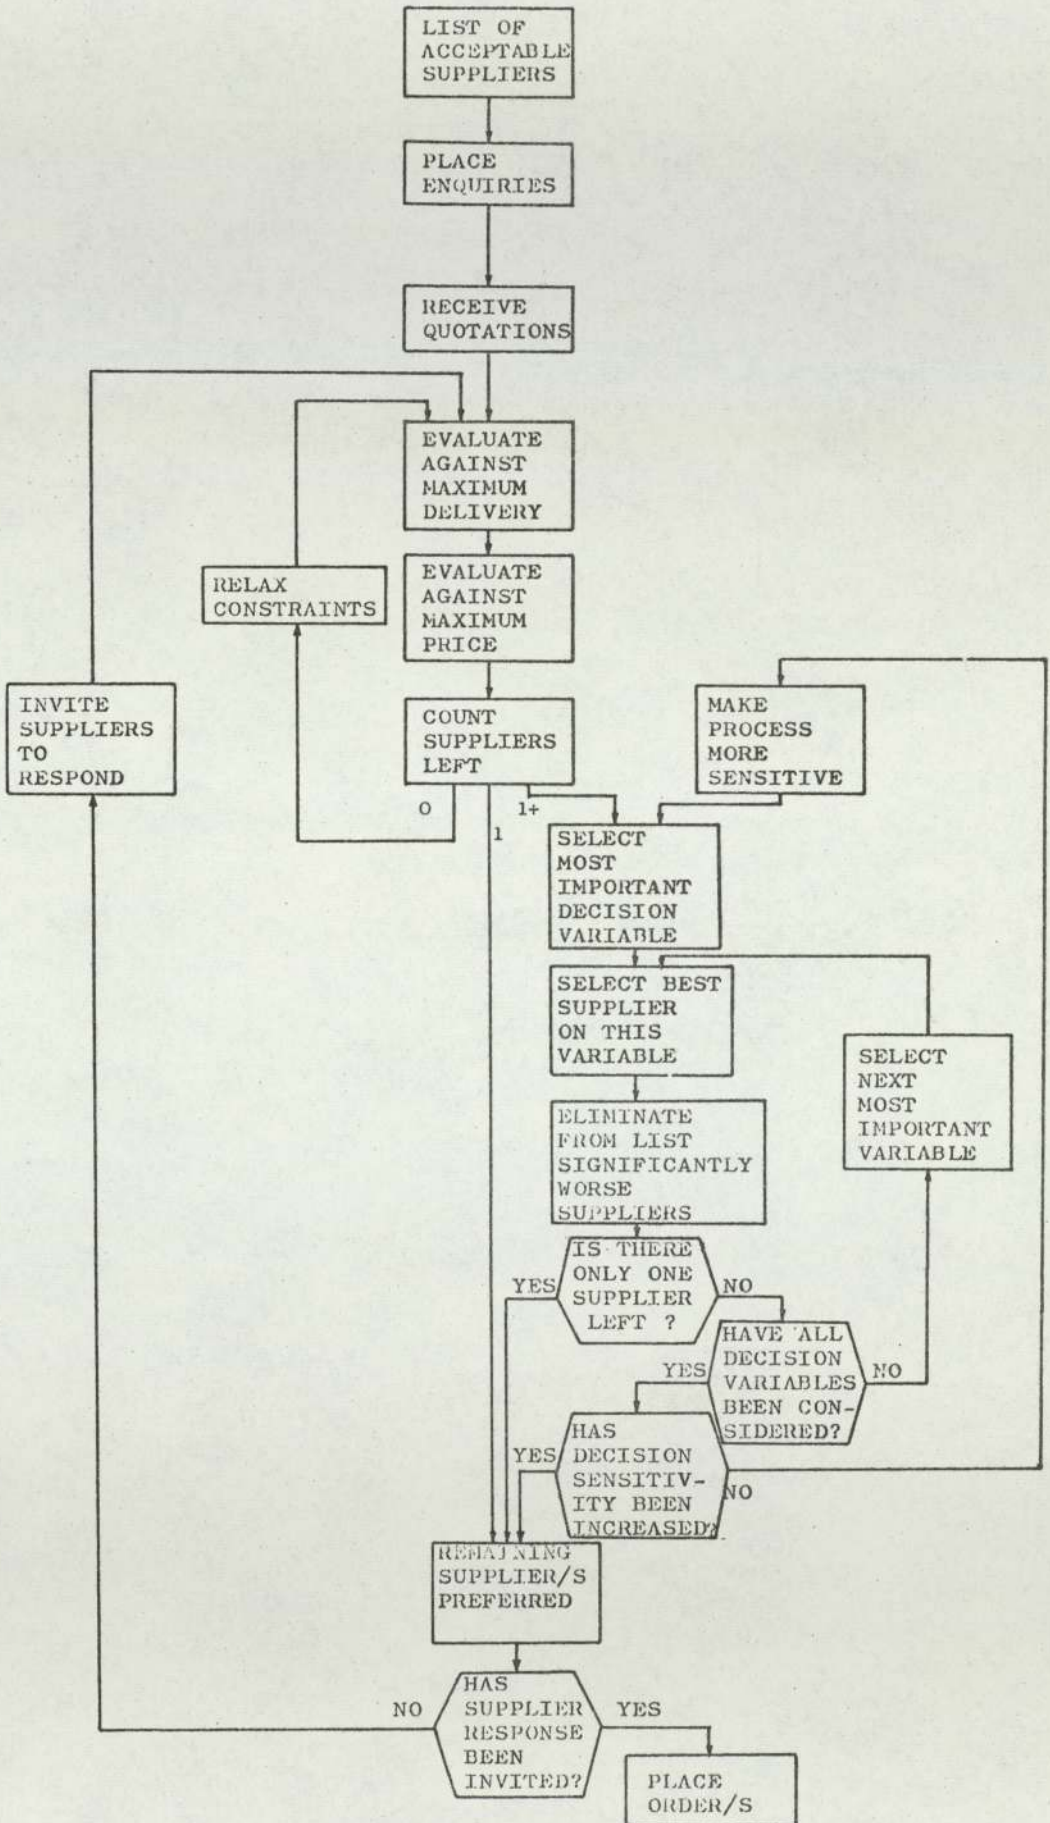 LIST OF
ACCEPTABLE
SUPPLIERS
PLACE
ENQUIRIES
RECEIVE
QUOTATIONS
EVALUATE
AGAINST
MAXIMUM
DELIVERY
RELAX
CONSTRAINTS
EVALUATE
AGAINST
MAXIMUM
PRICE
INVITE
SUPPLIERS
TO
RESPOND
COUNT
SUPPLIERS
LEFT
MAKE
PROCESS
MORE
SENSITIVE
0
1
1+
SELECT
MOST
IMPORTANT
DECISION
VARIABLE
SELECT BEST
SUPPLIER
ON THIS
VARIABLE
SELECT
NEXT
MOST
IMPORTANT
VARIABLE
ELIMINATE
FROM LIST
SIGNIFICANTLY
WORSE
SUPPLIERS
IS THERE
ONLY ONE
SUPPLIER
LEFT ?
YES
NO
HAVE ALL
DECISION
VARIABLES
BEEN CON-
SIDERED?
YES
NO
HAS
DECISION
SENSITIV-
ITY BEEN
INCREASED?
YES
NO
REMAINING
SUPPLIER/S
PREFERRED
HAS
SUPPLIER
RESPONSE
BEEN
INVITED?
NO
YES
PLACE
ORDER/S